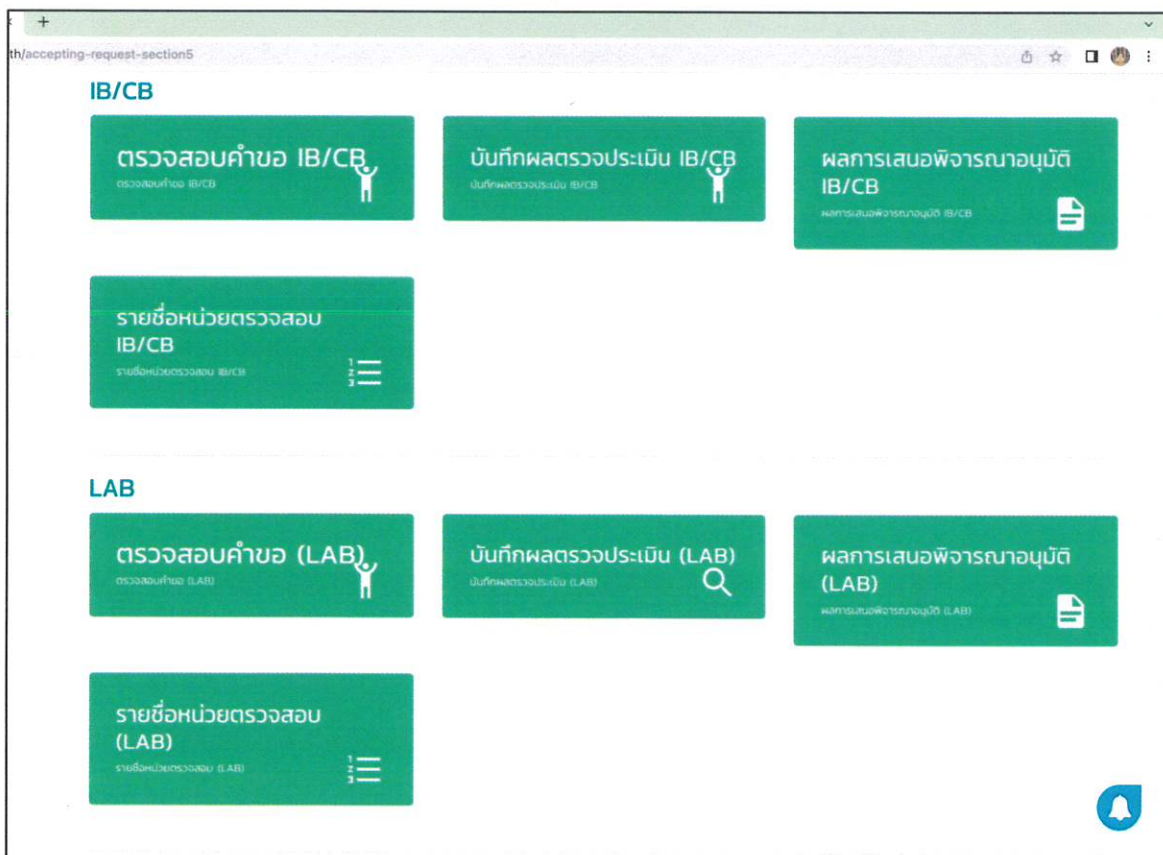 th/accepting-request-section5
IB/CB
ตรวจสอบคำขอ IB/CB
ตรวจสอบคำขอ IB/CB
บันทึกผลตรวจประเมิน IB/CB
บันทึกผลตรวจประเมิน IB/CB
ผลการเสนอพิจารณาอนุมัติ
IB/CB
ผลการเสนอพิจารณาอนุมัติ IB/CB
รายชื่อหน่วยตรวจสอบ
IB/CB
รายชื่อหน่วยตรวจสอบ IB/CB
1
2
3
LAB
ตรวจสอบคำขอ (LAB)
ตรวจสอบคำขอ (LAB)
บันทึกผลตรวจประเมิน (LAB)
บันทึกผลตรวจประเมิน (LAB)
ผลการเสนอพิจารณาอนุมัติ
(LAB)
ผลการเสนอพิจารณาอนุมัติ (LAB)
รายชื่อหน่วยตรวจสอบ
(LAB)
รายชื่อหน่วยตรวจสอบ (LAB)
1
2
3